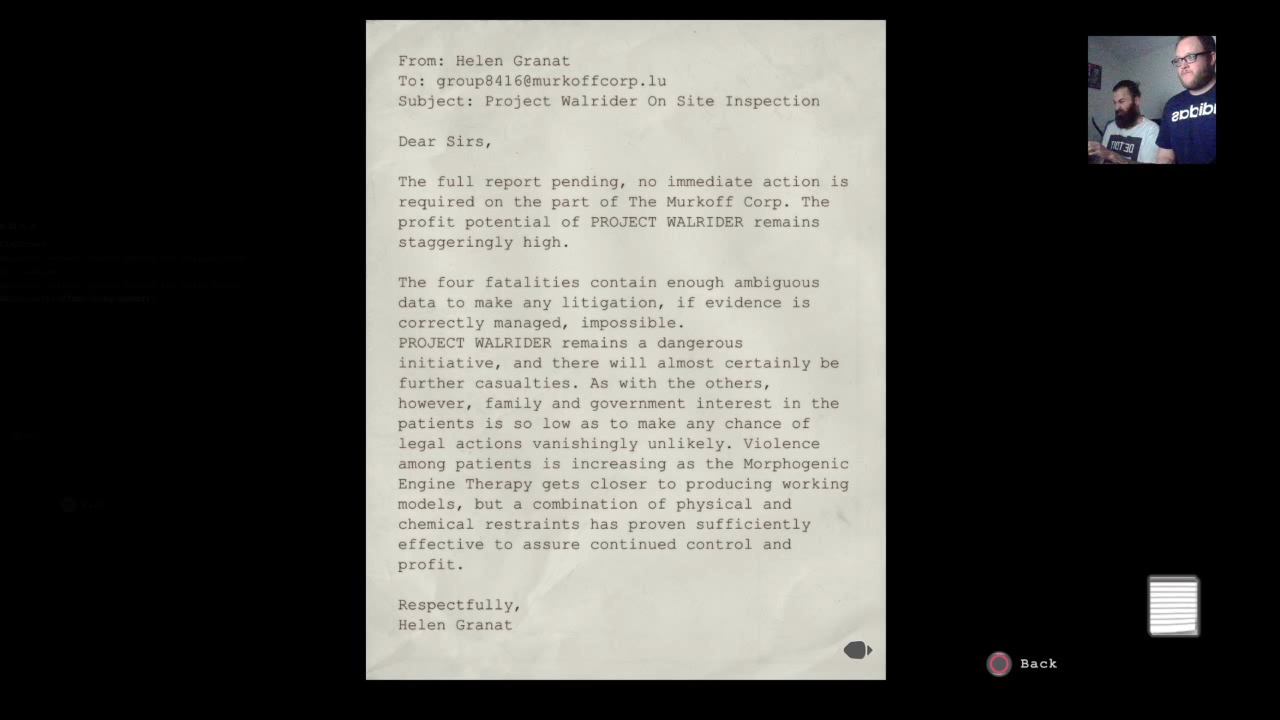 From: Helen Granat
To: group8416@murkoffcorp.lu
Subject: Project Walrider On Site Inspection
Dear Sirs,
The full report pending, no immediate action is
required on the part of The Murkoff Corp. The
profit potential of PROJECT WALRIDER remains
staggeringly high.
The four fatalities contain enough ambiguous
data to make any litigation, if evidence is
correctly managed, impossible.
PROJECT WALRIDER remains a dangerous
initiative, and there will almost certainly be
further casualties. As with the others,
however, family and government interest in the
patients is so low as to make any chance of
legal actions vanishingly unlikely. Violence
among patients is increasing as the Morphogenic
Engine Therapy gets closer to producing working
models, but a combination of physical and
chemical restraints has proven sufficiently
effective to assure continued control and
profit.
Respectfully,
Helen Granat
Back
adidas
DETROIT